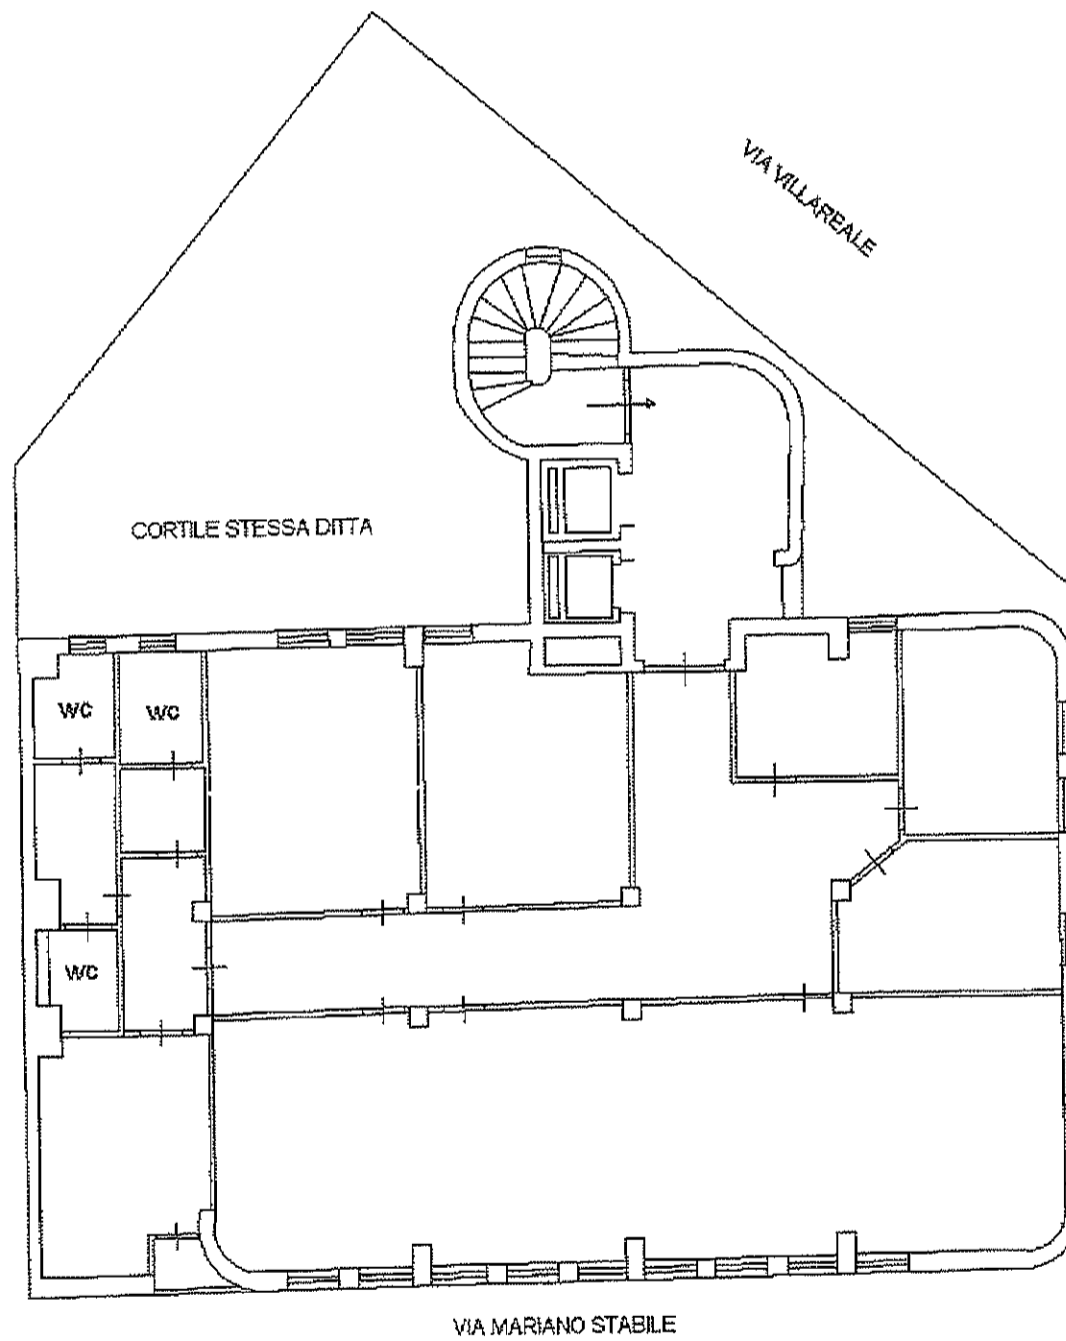 VIA VILLAREALE
CORTILE STESSA DITTA
WC
WC
WC
VIA MARIANO STABILE